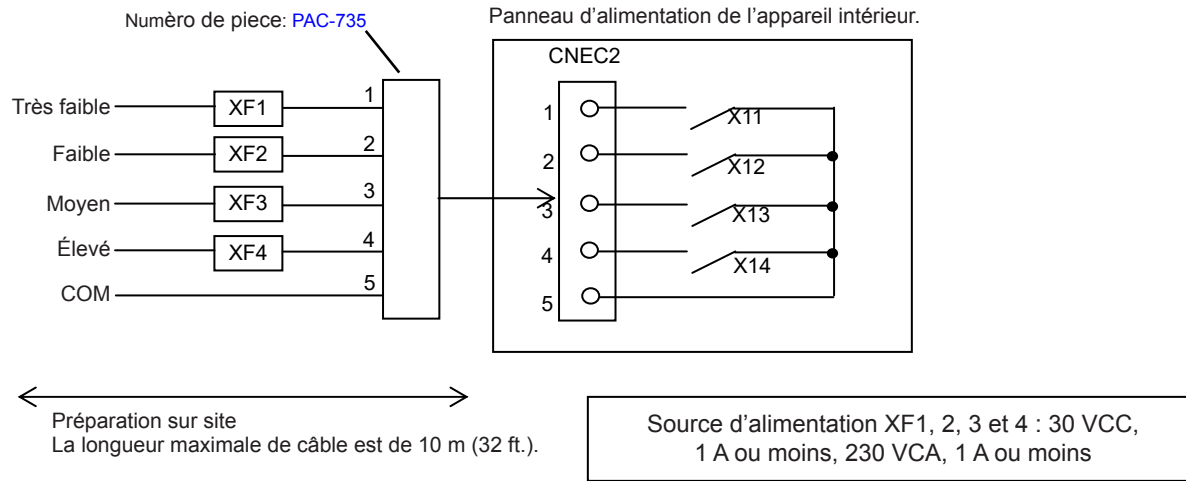 Numèro de piece: PAC-735
Panneau d'alimentation de l'appareil intérieur.
CNEC2
Très faible XF1 1
1 X11
Faible XF2 2
2 X12
Moyen XF3 3
3 X13
Élevé XF4 4
4 X14
COM 5
5
Préparation sur site
La longueur maximale de câble est de 10 m (32 ft.).
Source d'alimentation XF1, 2, 3 et 4 : 30 VCC,
1 A ou moins, 230 VCA, 1 A ou moins